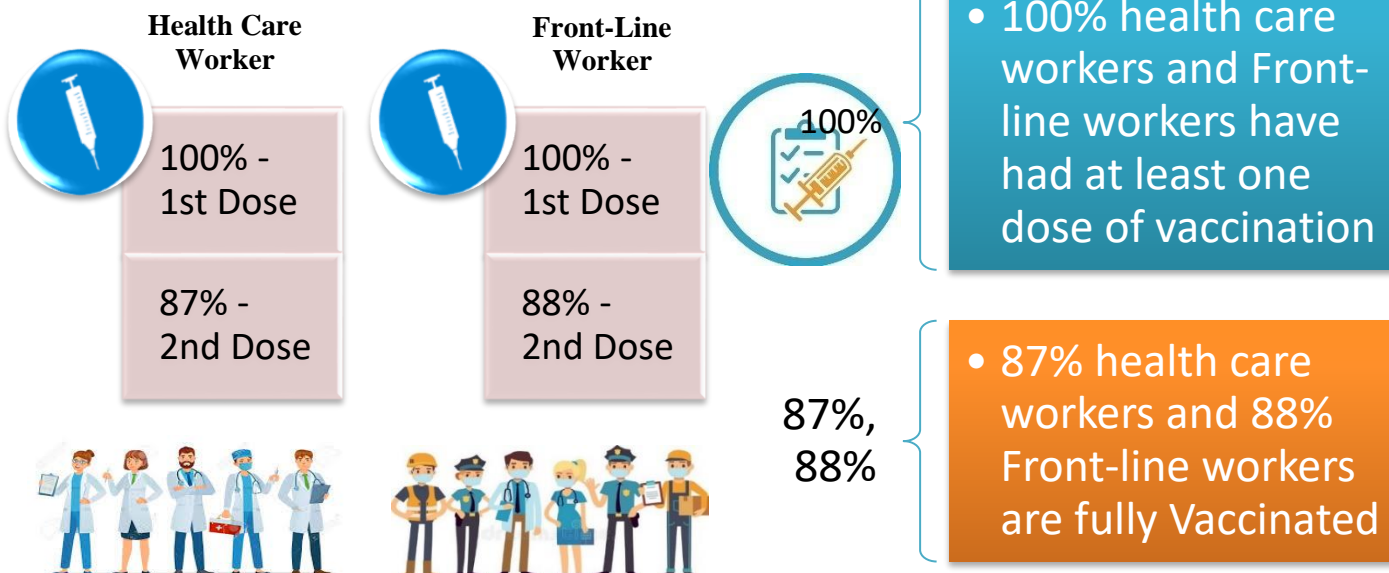 Health Care
Worker
100% -
1st Dose
87% -
2nd Dose
Front-Line
Worker
100% -
1st Dose
88% -
2nd Dose
100%
• 100% health care
workers and Front-
line workers have
had at least one
dose of vaccination
87%,
88%
• 87% health care
workers and 88%
Front-line workers
are fully Vaccinated